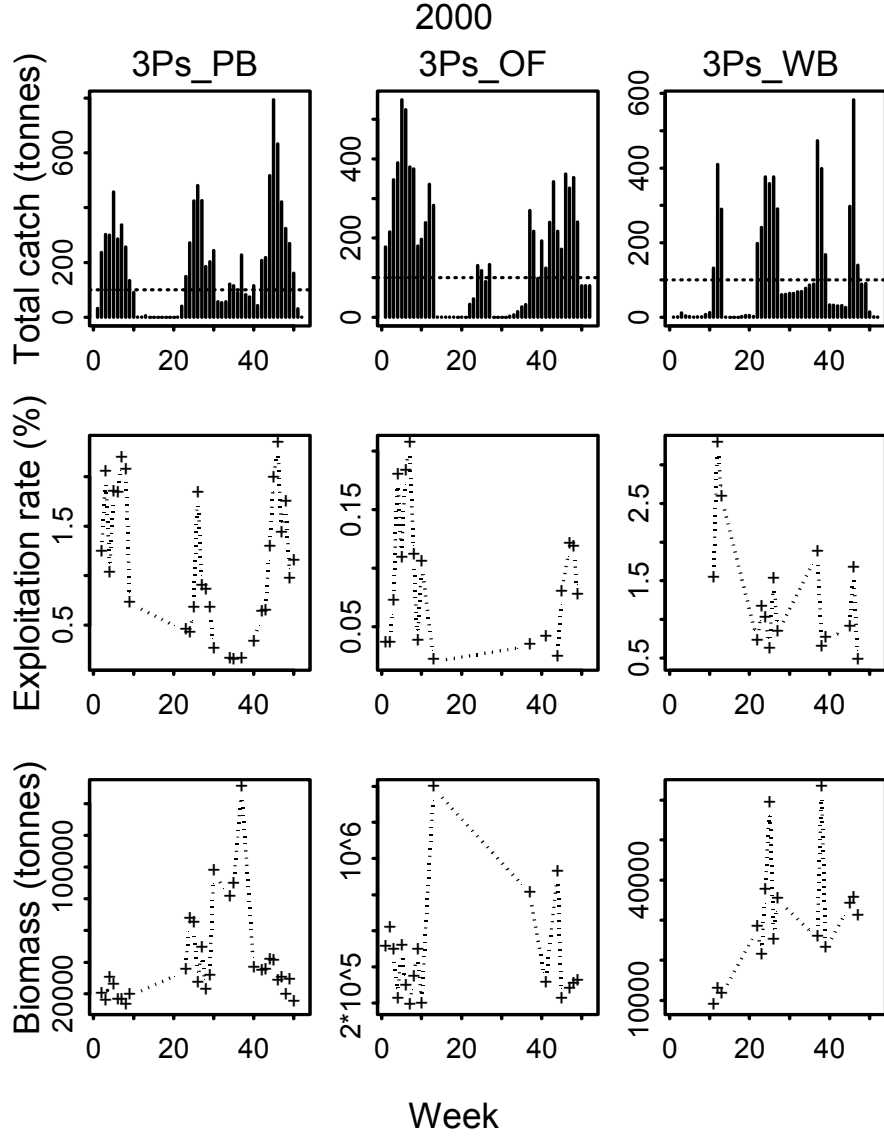 2000
3Ps_PB 3Ps_OF 3Ps_WB
Total catch (tonnes)
0 200 600
0 200 400
0 200 400 600
0 20 40 0 20 40 0 20 40
Exploitation rate (%)
0.5 1.5
0.05 0.15
0.5 1.5 2.5
0 20 40 0 20 40 0 20 40
Biomass (tonnes)
20000 100000
2*10^5 10^6
10000 40000
0 20 40 0 20 40 0 20 40
Week